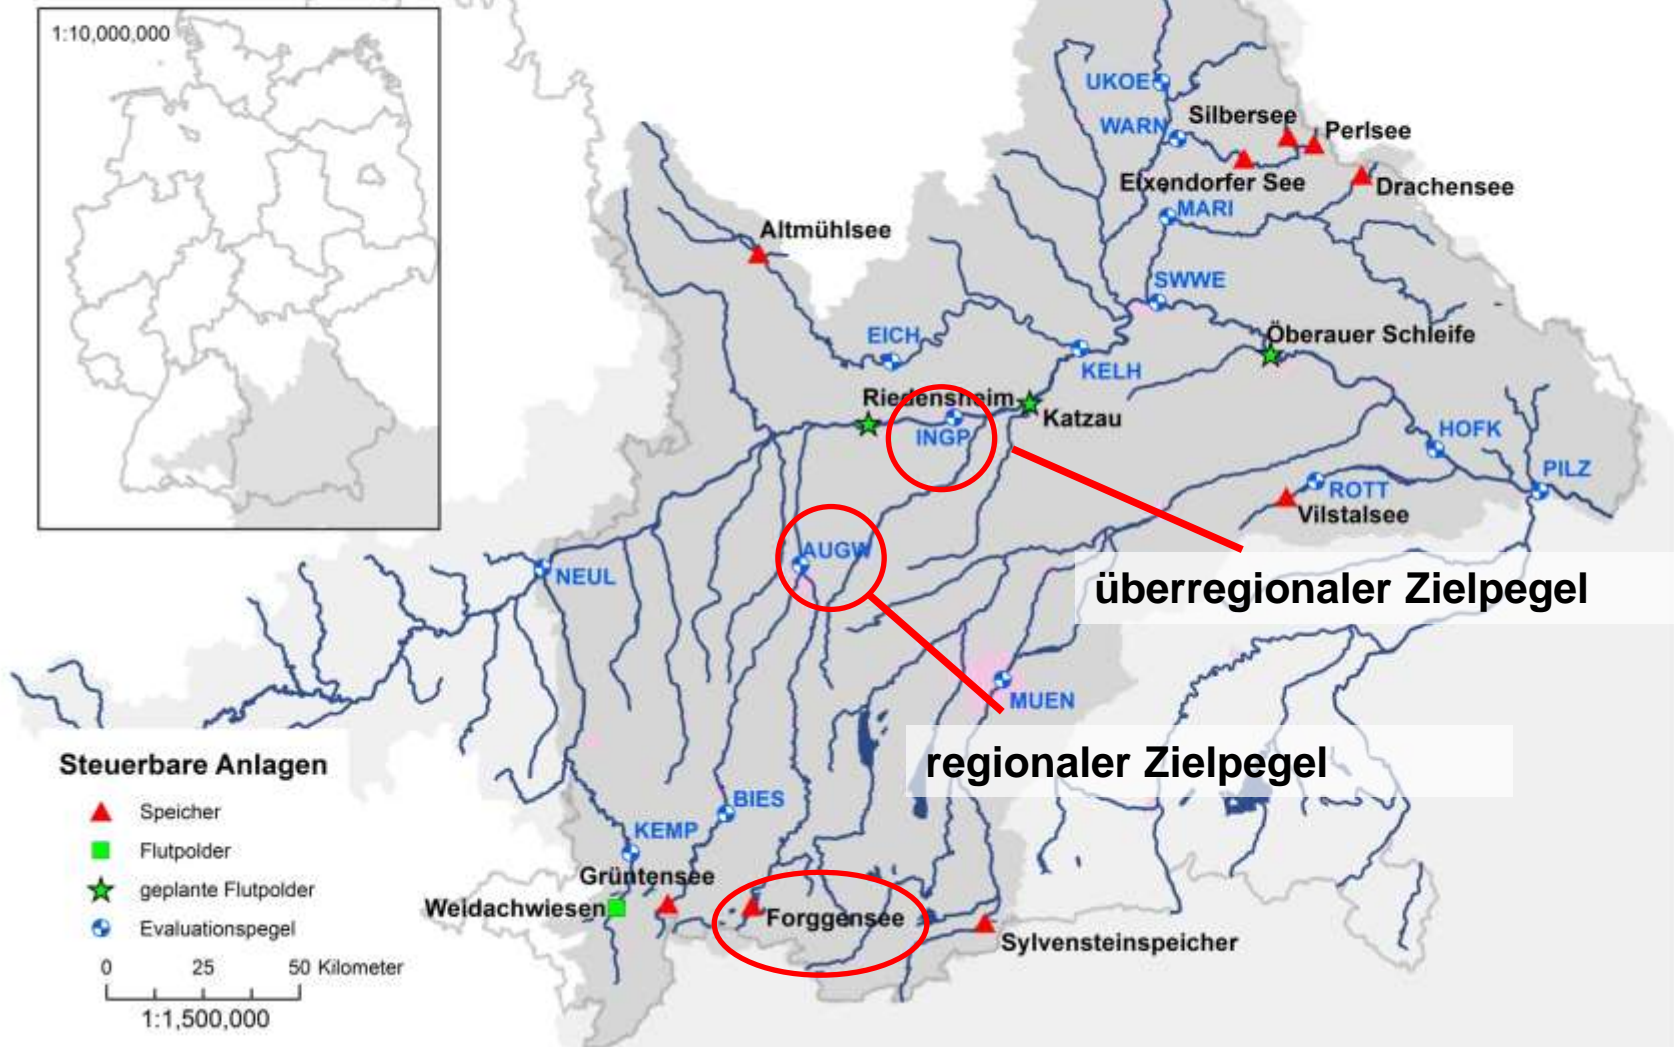 1:10,000,000
UKOE
Silbersee
WARN
Perlsee
Eixendorfer See
Drachensee
MARI
Altmühlsee
SWWE
EICH
Öberauer Schleife
KELH
Riedensheim
Katzau
INGP
HOFK
PILZ
ROTT
Vilstalsee
AUGW
NEUL
überregionaler Zielpegel
MUEN
regionaler Zielpegel
Steuerbare Anlagen
Speicher
Flutpolder
geplante Flutpolder
Evaluationspegel
0 25 50 Kilometer
1:1,500,000
BIES
KEMP
Grüntensee
Weidachwiesen
Forggensee
Sylvensteinspeicher